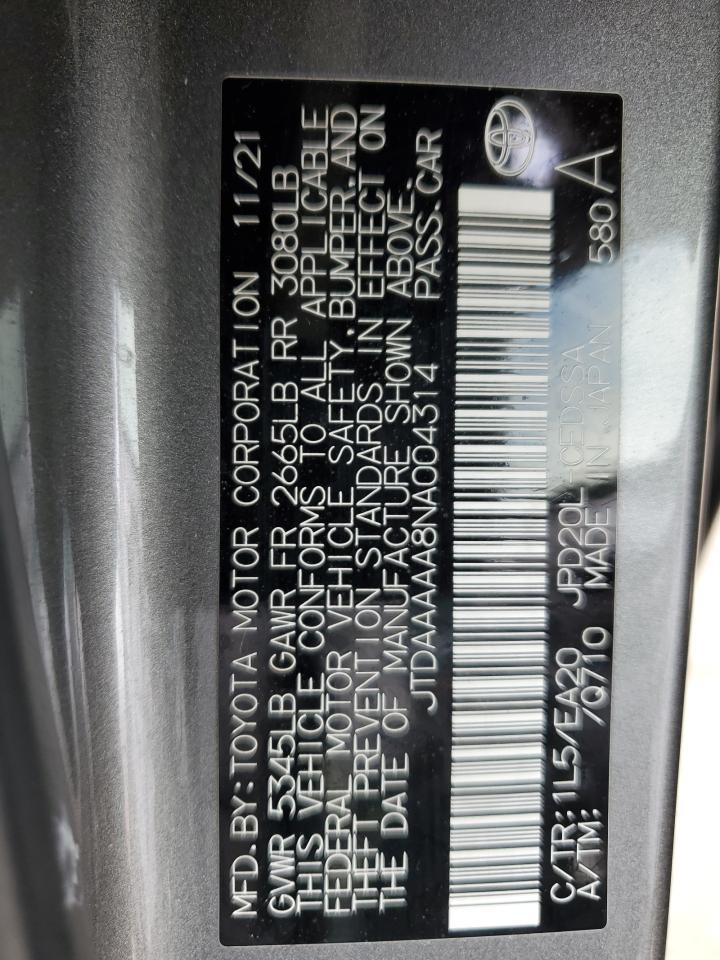 MFD.BY:TOYOTA MOTOR CORPORATION 11/21
GVWR 5345LB GAWR FR 2665LB RR 3080LB
THIS VEHICLE CONFORMS TO ALL APPLICABLE
FEDERAL MOTOR VEHICLE SAFETY, BUMPER, AND
THEFT PREVENTION STANDARDS IN EFFECT ON
THE DATE OF MANUFACTURE SHOWN ABOVE.
JTDAAAAA8NA004314 PASS.CAR
C/TR:1L5/EA20 JPD20L-CEDSSA 580A
A/TM: /Q710 MADE IN JAPAN